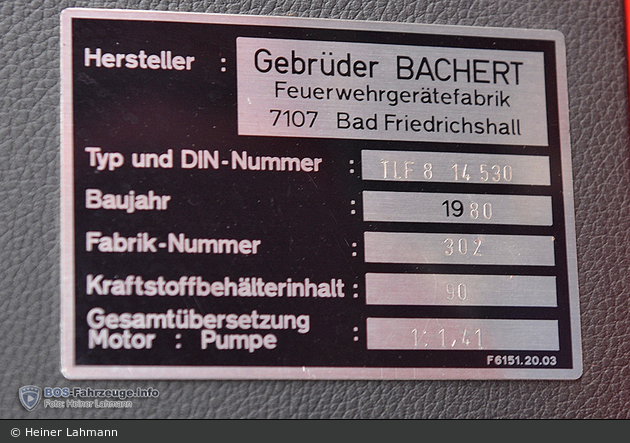 Hersteller : Gebrüder BACHERT
Feuerwehrgerätefabrik
7107 Bad Friedrichshall
Typ und DIN-Nummer : TLF 8 14 530
Baujahr : 1980
Fabrik-Nummer : 302
Kraftstoffbehälterinhalt : 90
Gesamtübersetzung
Motor : Pumpe : 1:1,41
F6151.20.03
BOS-Fahrzeuge.Info
Foto: Heiner Lahmann
© Heiner Lahmann